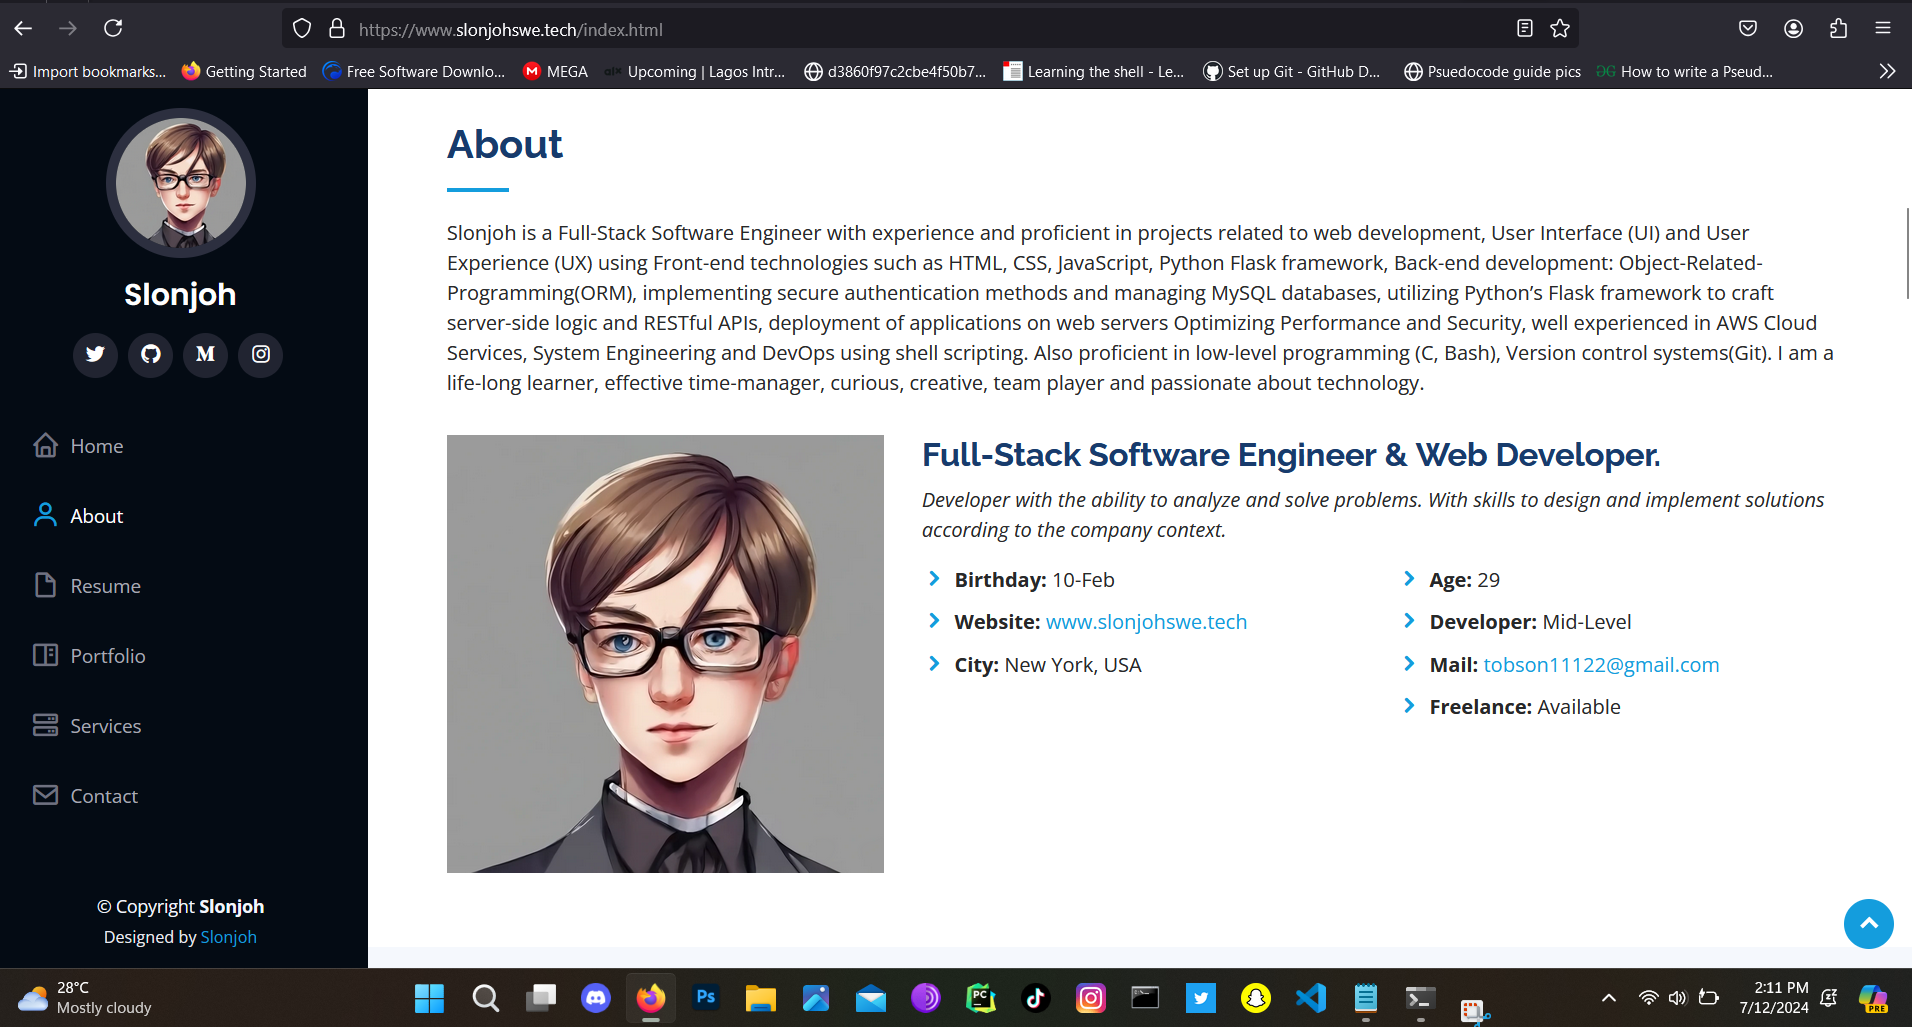 https://www.slonjohswe.tech/index.html
Import bookmarks...
Getting Started
Free Software Downlo...
MEGA
Upcoming | Lagos Intr...
d3860f97c2cbe4f50b7...
Learning the shell - Le...
Set up Git - GitHub D...
Psuedocode guide pics
How to write a Pseud...
Slonjoh
Home
About
Resume
Portfolio
Services
Contact
© Copyright Slonjoh
Designed by Slonjoh
About
Slonjoh is a Full-Stack Software Engineer with experience and proficient in projects related to web development, User Interface (UI) and User
Experience (UX) using Front-end technologies such as HTML, CSS, JavaScript, Python Flask framework, Back-end development: Object-Related-
Programming(ORM), implementing secure authentication methods and managing MySQL databases, utilizing Python’s Flask framework to craft
server-side logic and RESTful APIs, deployment of applications on web servers Optimizing Performance and Security, well experienced in AWS Cloud
Services, System Engineering and DevOps using shell scripting. Also proficient in low-level programming (C, Bash), Version control systems(Git). I am a
life-long learner, effective time-manager, curious, creative, team player and passionate about technology.
Full-Stack Software Engineer & Web Developer.
Developer with the ability to analyze and solve problems. With skills to design and implement solutions
according to the company context.
Birthday: 10-Feb
Website: www.slonjohswe.tech
City: New York, USA
Age: 29
Developer: Mid-Level
Mail: tobson11122@gmail.com
Freelance: Available
28°C
Mostly cloudy
Ps
PC
2:11 PM
7/12/2024
PRE